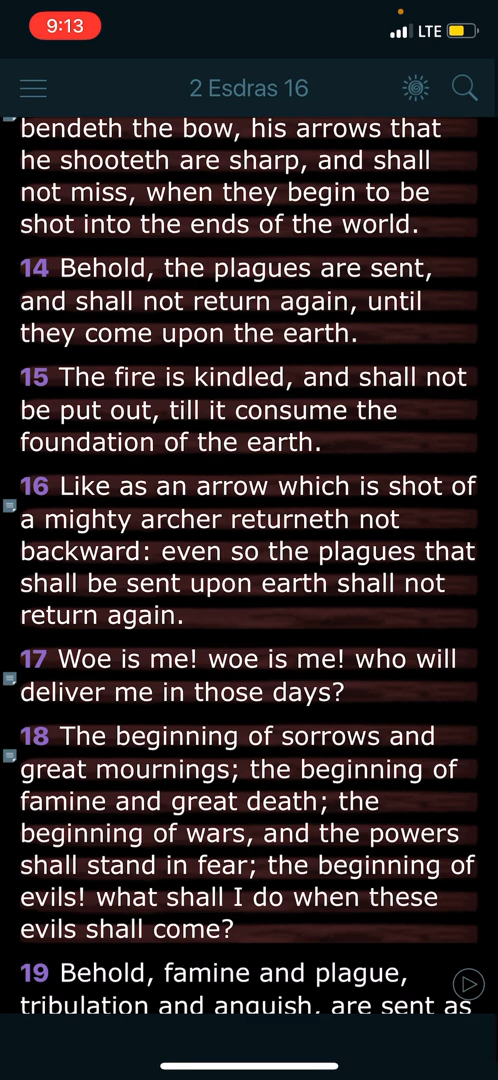 9:13
LTE
2 Esdras 16
bendeth the bow, his arrows that
he shooteth are sharp, and shall
not miss, when they begin to be
shot into the ends of the world.
14 Behold, the plagues are sent,
and shall not return again, until
they come upon the earth.
15 The fire is kindled, and shall not
be put out, till it consume the
foundation of the earth.
16 Like as an arrow which is shot of
a mighty archer returneth not
backward: even so the plagues that
shall be sent upon earth shall not
return again.
17 Woe is me! woe is me! who will
deliver me in those days?
18 The beginning of sorrows and
great mournings; the beginning of
famine and great death; the
beginning of wars, and the powers
shall stand in fear; the beginning of
evils! what shall I do when these
evils shall come?
19 Behold, famine and plague,
tribulation and anguish, are sent as